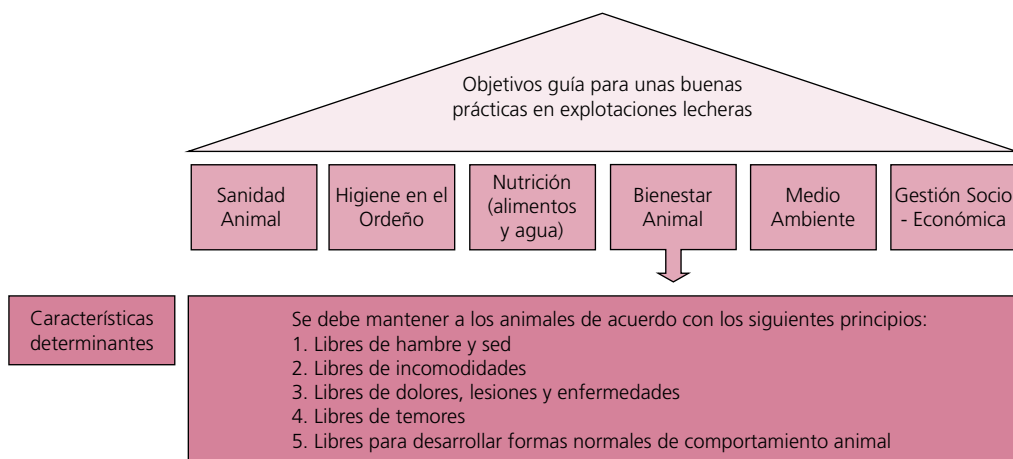 Objetivos guía para unas buenas
prácticas en explotaciones lecheras
Sanidad
Animal
Higiene en el
Ordeño
Nutrición
(alimentos
y agua)
Bienestar
Animal
Medio
Ambiente
Gestión Socio
- Económica
Características
determinantes
Se debe mantener a los animales de acuerdo con los siguientes principios:
1. Libres de hambre y sed
2. Libres de incomodidades
3. Libres de dolores, lesiones y enfermedades
4. Libres de temores
5. Libres para desarrollar formas normales de comportamiento animal